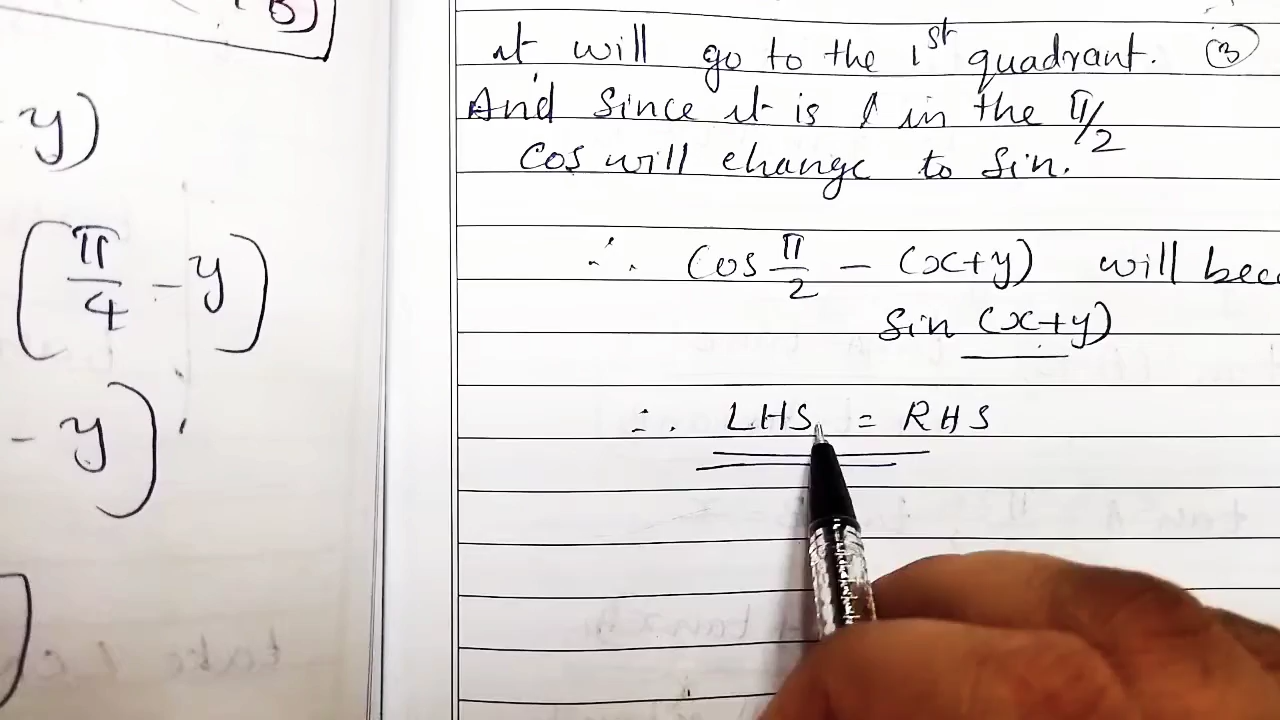 B)
y)
(π/4 - y)
- y)
it will go to the 1st quadrant. (3)
And Since it is 1 in the π/2
Cos will change to Sin.
∴ Cos π/2 - (x+y) will bec
Sin (x+y)
∴ LHS = RHS